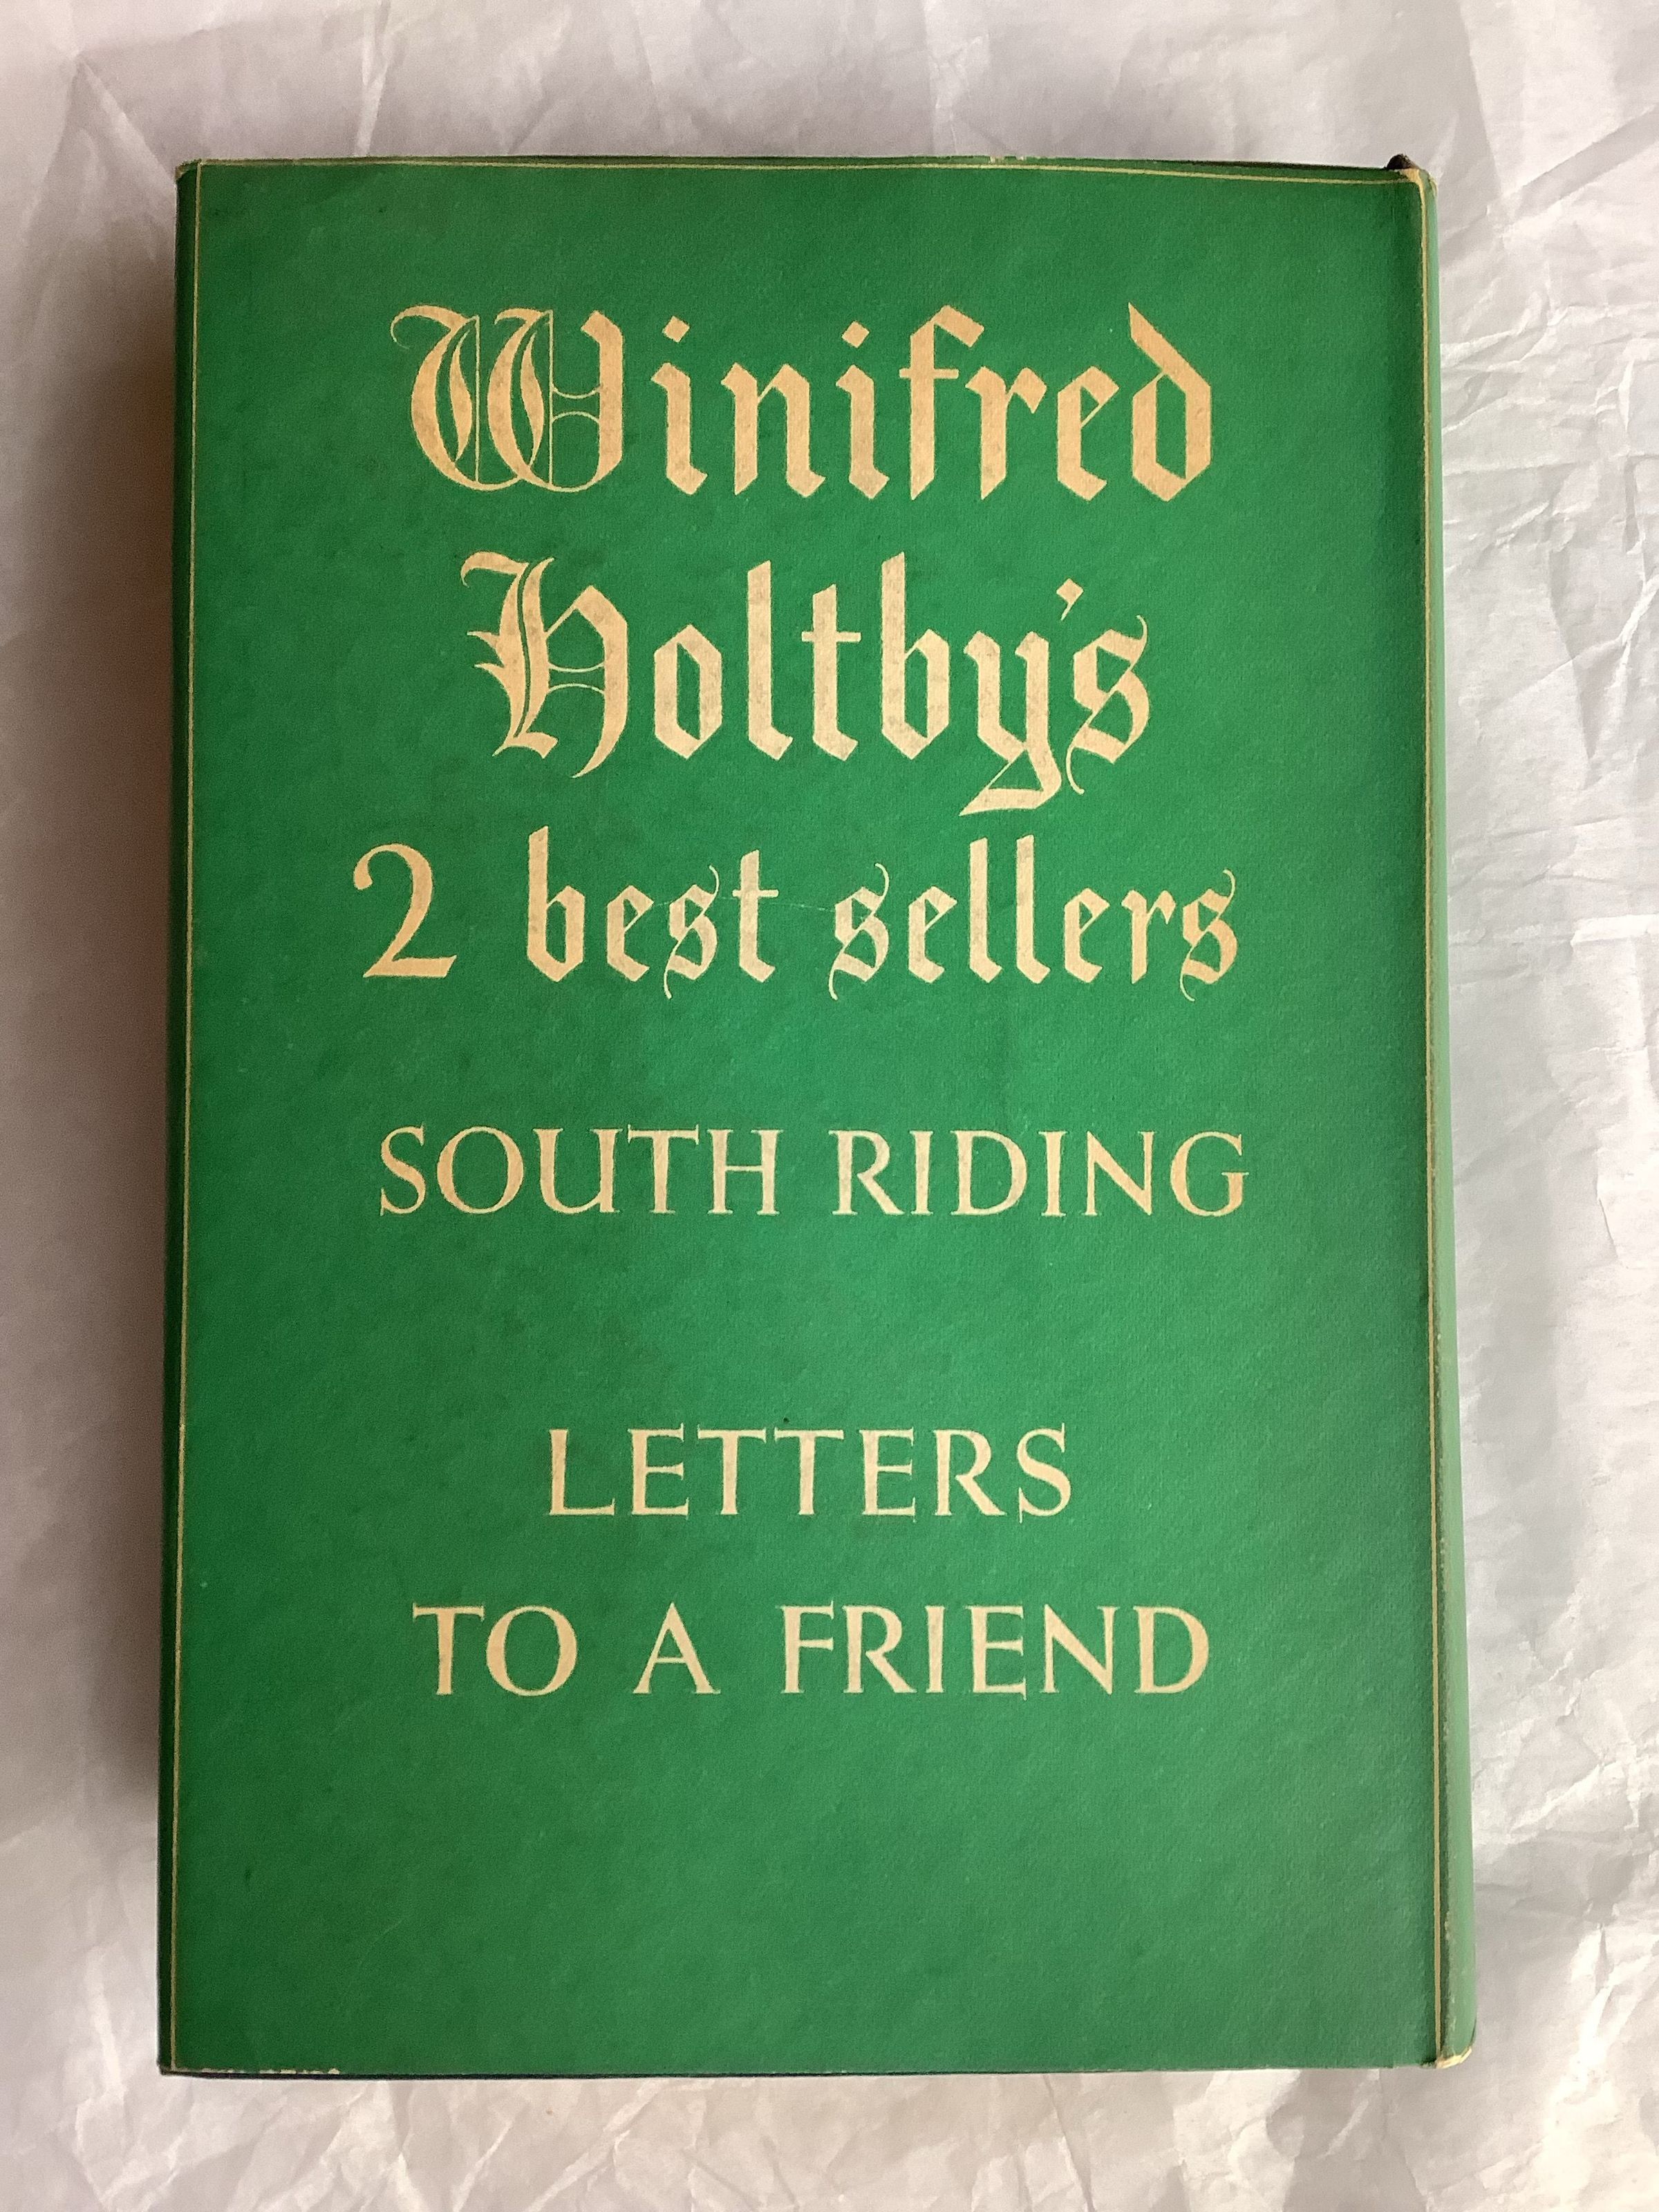 Winifred
Holtby's
2 best sellers
SOUTH RIDING
LETTERS
TO A FRIEND